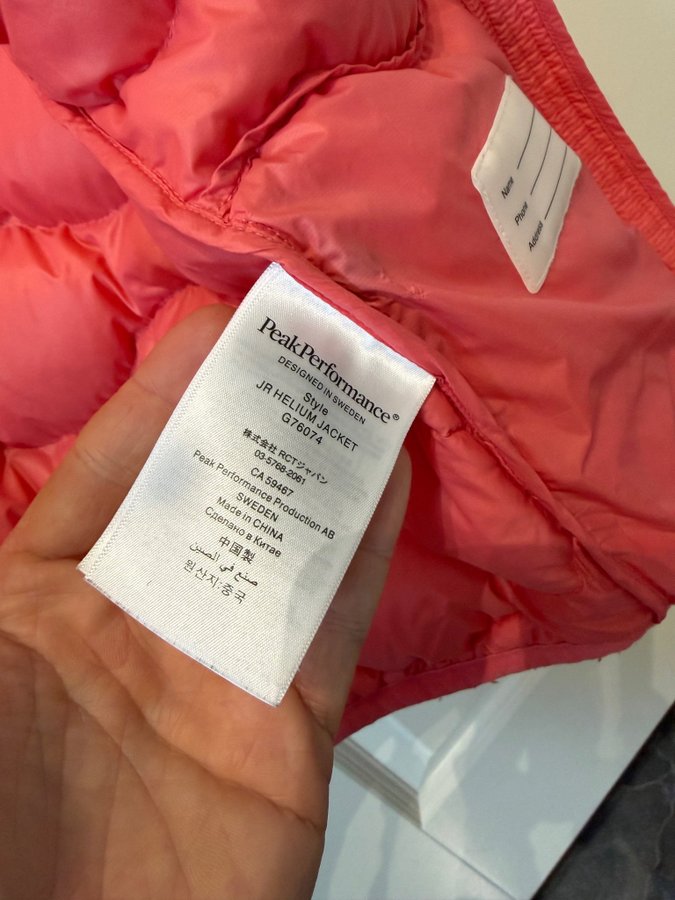 PeakPerformance®
DESIGNED IN SWEDEN
Style
JR HELIUM JACKET
G76074
株式会社 RCTジャパン
03-5768-2061
CA 59467
Peak Performance Production AB
SWEDEN
Made in CHINA
Сделано в Китае
中国製
صنع في الصين
원산지:중국
Name
Phone
Address